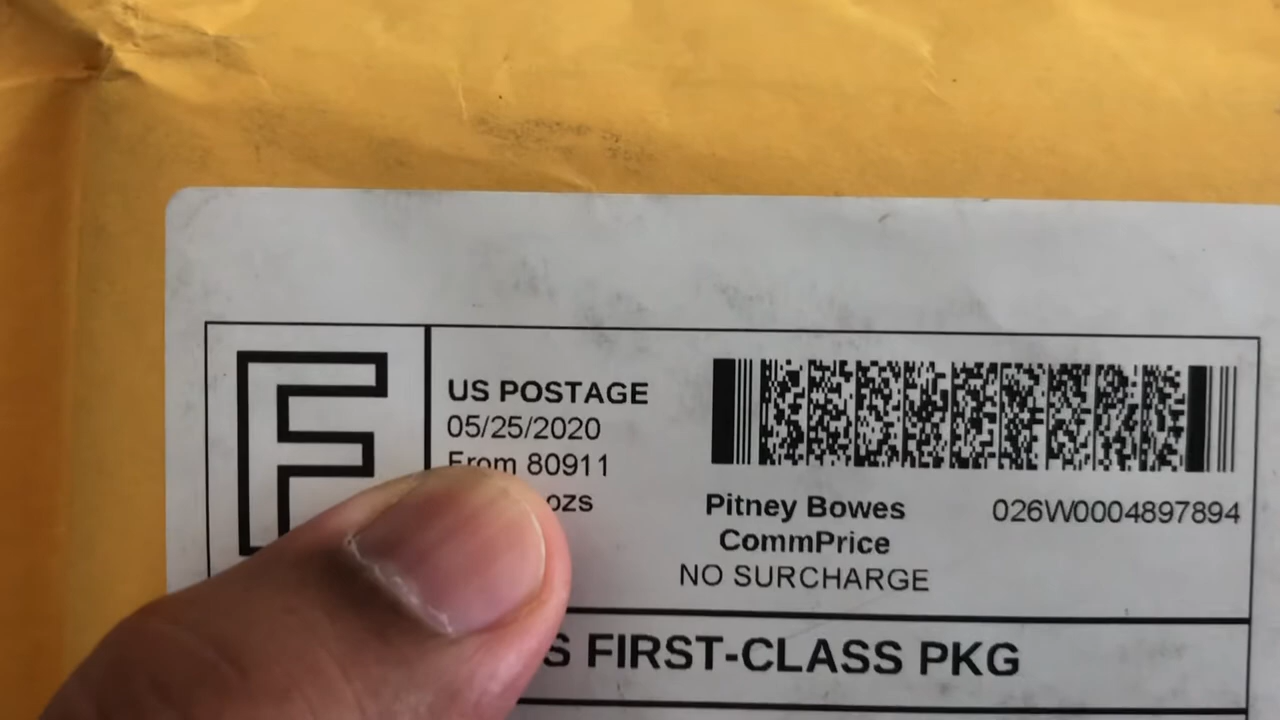 F
US POSTAGE
05/25/2020
From 80911
ozs
Pitney Bowes
026W0004897894
CommPrice
NO SURCHARGE
FIRST-CLASS PKG